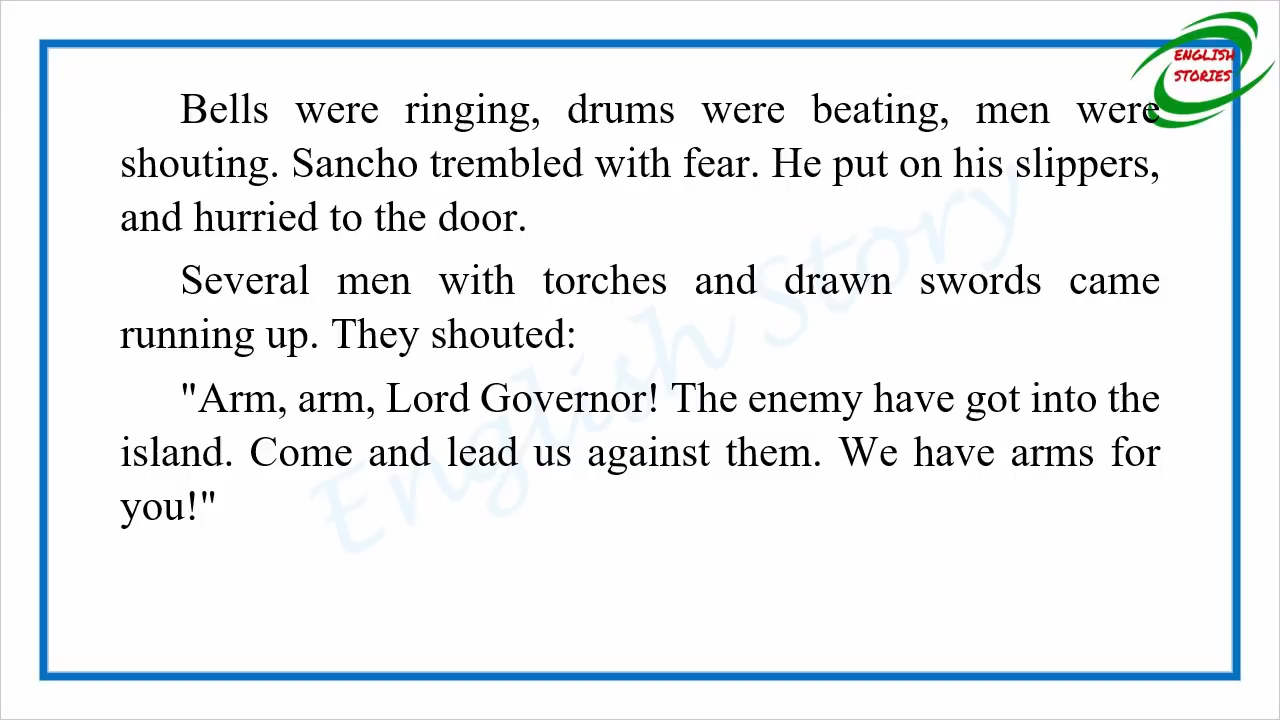 ENGLISH
STORIES
Bells were ringing, drums were beating, men were
shouting. Sancho trembled with fear. He put on his slippers,
and hurried to the door.
Several men with torches and drawn swords came
running up. They shouted:
"Arm, arm, Lord Governor! The enemy have got into the
island. Come and lead us against them. We have arms for
you!"
English Story